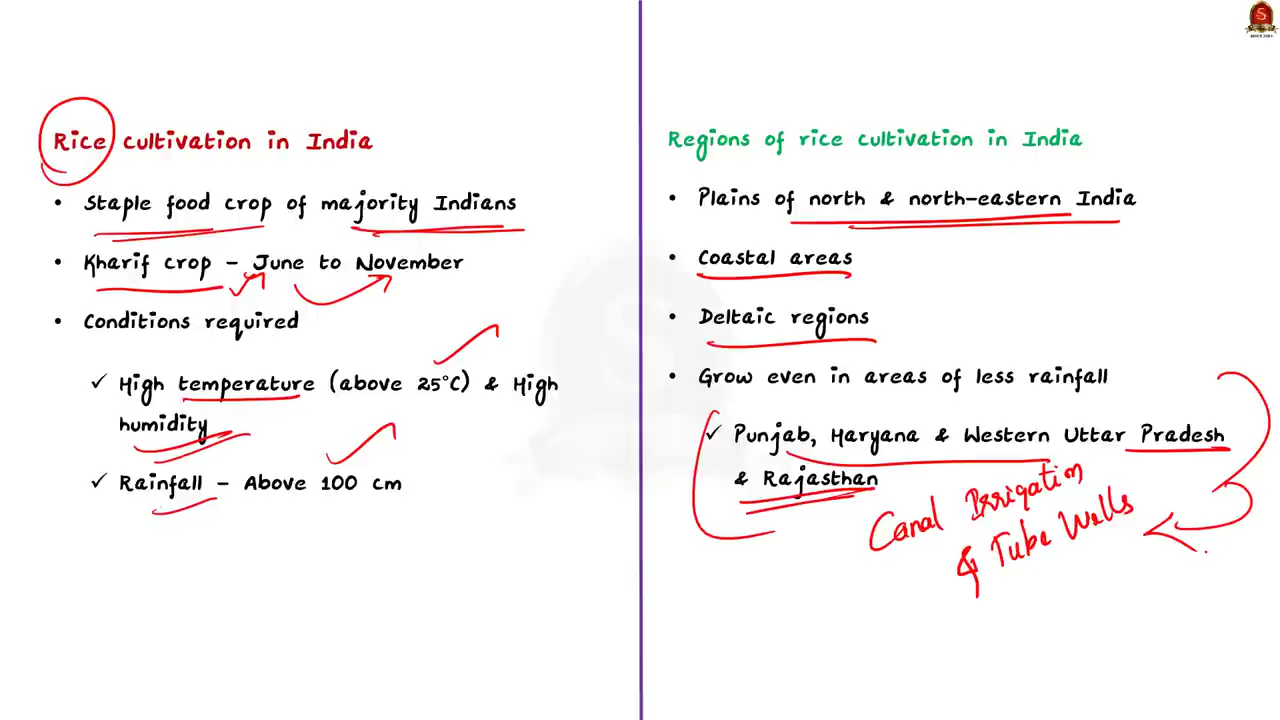 Rice cultivation in India
• Staple food crop of majority Indians
• Kharif crop - June to November
• Conditions required
✓ High temperature (above 25°C) & High
humidity
✓ Rainfall - Above 100 cm
Regions of rice cultivation in India
• Plains of north & north-eastern India
• Coastal areas
• Deltaic regions
• Grow even in areas of less rainfall
✓ Punjab, Haryana & Western Uttar Pradesh
& Rajasthan
Canal Irrigation
& Tube Wells